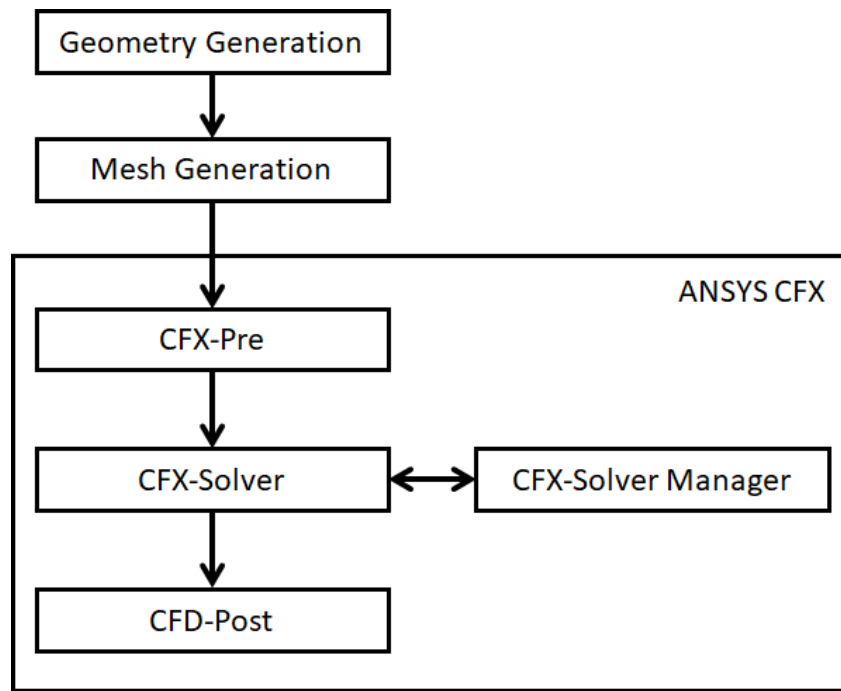 Geometry Generation
Mesh Generation
ANSYS CFX
CFX-Pre
CFX-Solver
CFX-Solver Manager
CFD-Post